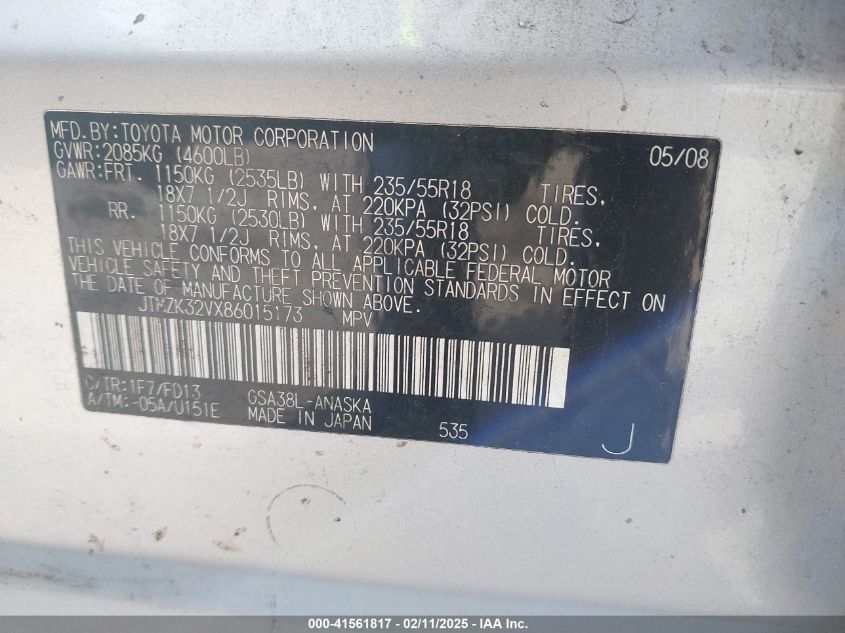 MFD. BY: TOYOTA MOTOR CORPORATION 05/08
GVWR: 2085KG (4600LB)
GAWR: FRT. 1150KG (2535LB) WITH 235/55R18 TIRES,
18X7 1/2J RIMS, AT 220KPA (32PSI) COLD.
RR. 1150KG (2530LB) WITH 235/55R18 TIRES,
18X7 1/2J RIMS, AT 220KPA (32PSI) COLD.
THIS VEHICLE CONFORMS TO ALL APPLICABLE FEDERAL MOTOR
VEHICLE SAFETY AND THEFT PREVENTION STANDARDS IN EFFECT ON
THE DATE OF MANUFACTURE SHOWN ABOVE.
JTMZK32VX86015173 MPV
C/TR: 1F7/FD13 GSA38L-ANASKA
A/TM: -05A/U151E MADE IN JAPAN 535 J
000-41561817 - 02/11/2025 - IAA Inc.